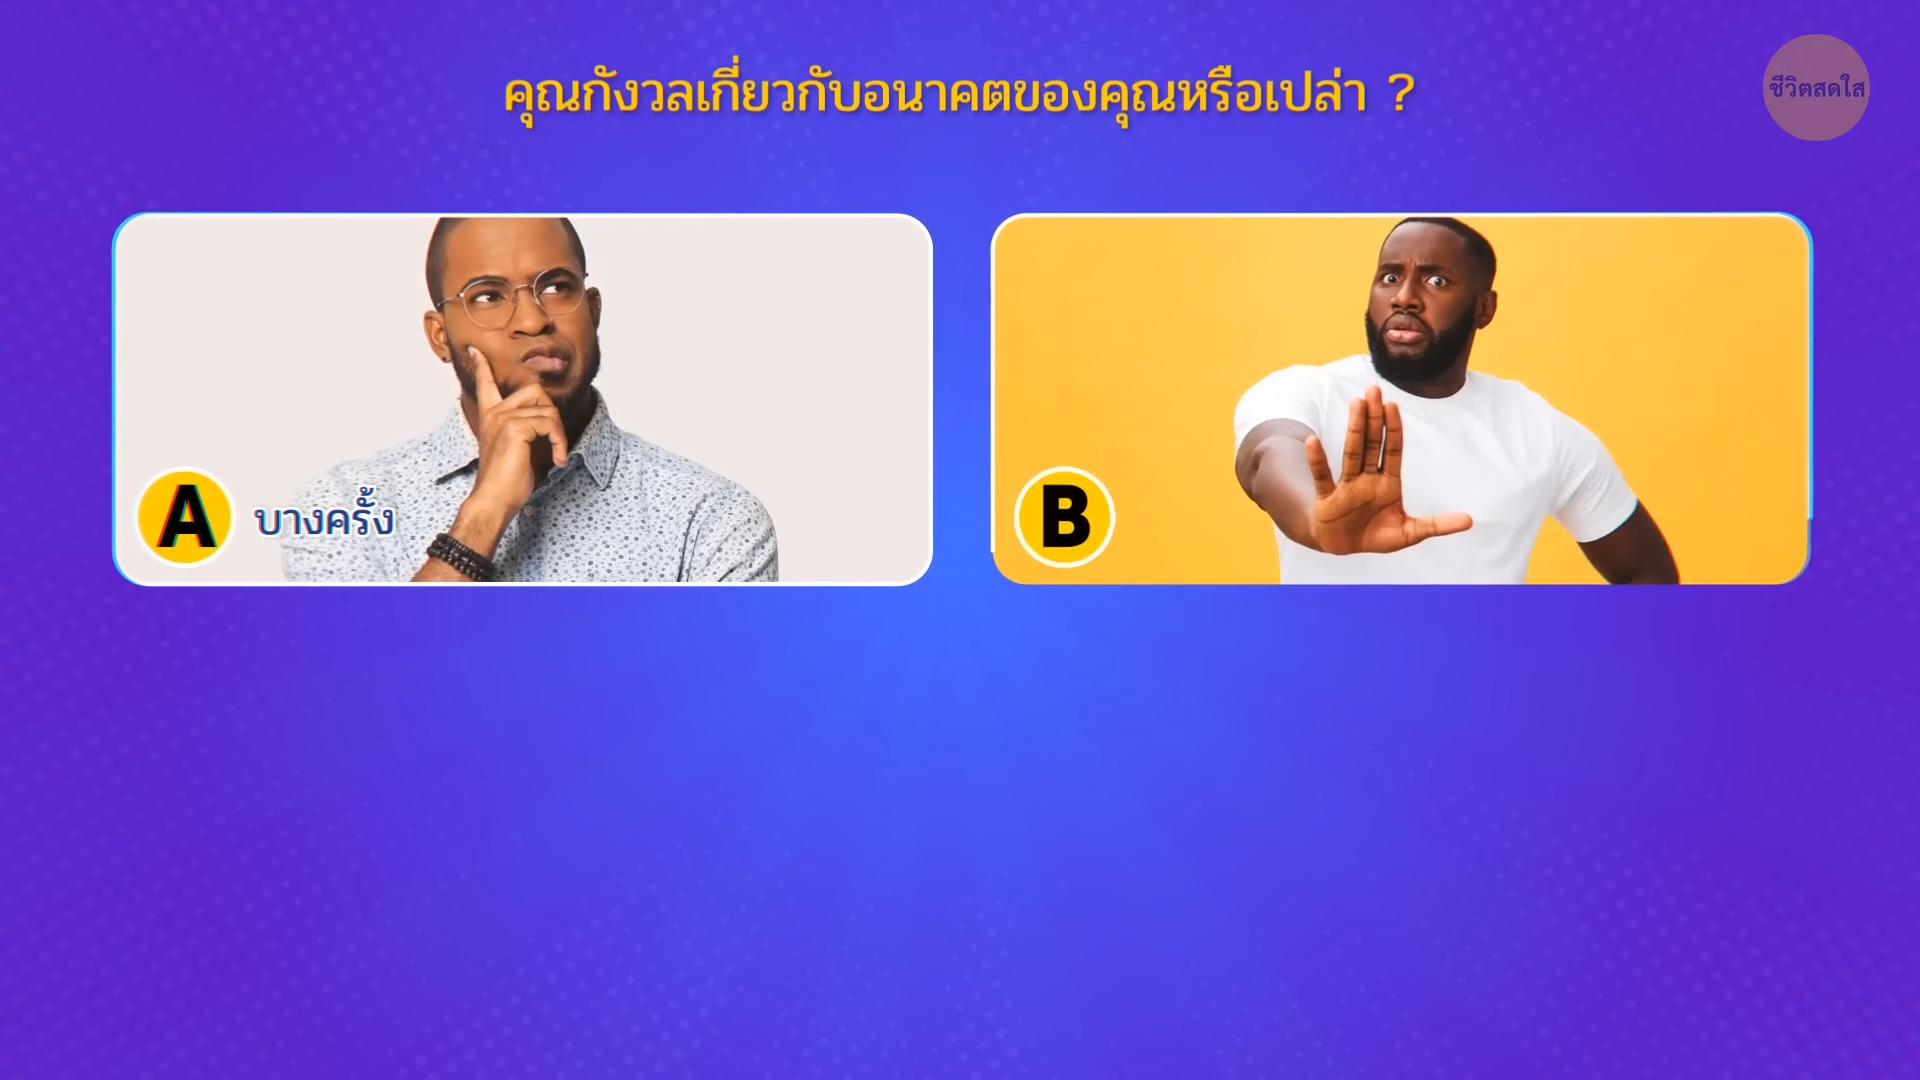 คุณกังวลเกี่ยวกับอนาคตของคุณหรือเปล่า ?
ชีวิตสดใส
A บางครั้ง
B